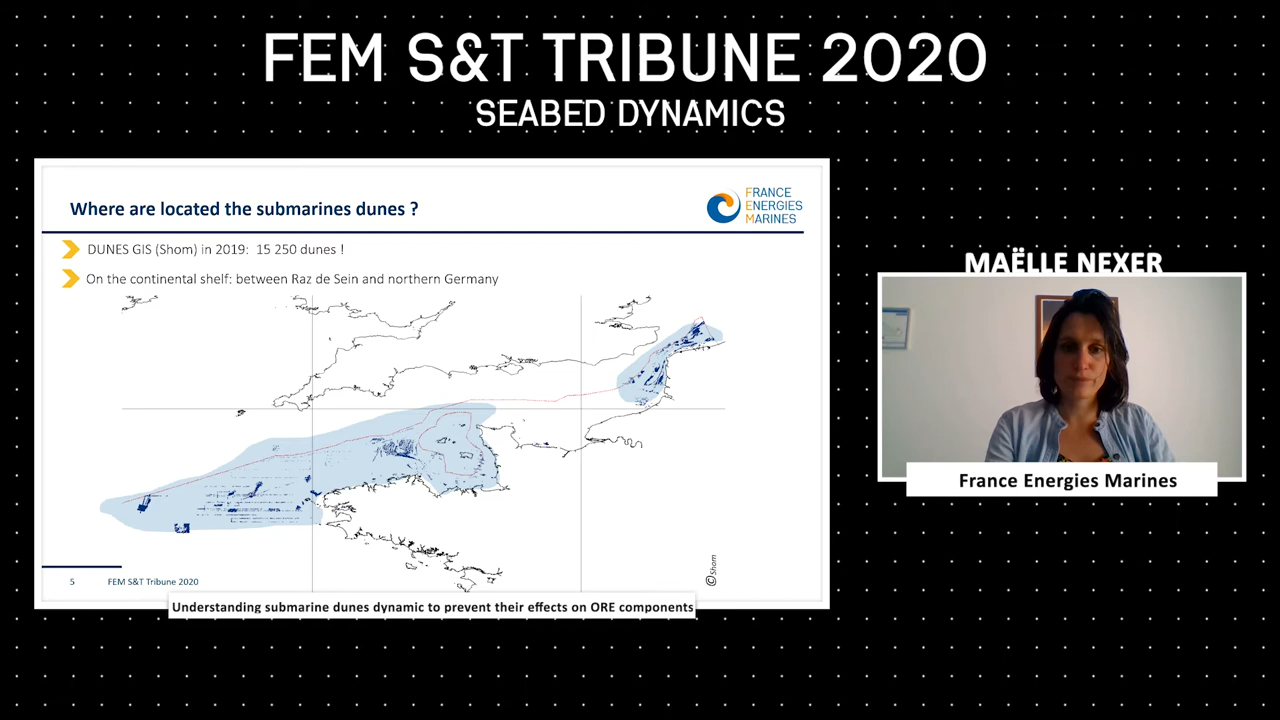 FEM S&T TRIBUNE 2020
SEABED DYNAMICS
Where are located the submarines dunes ?
FRANCE
ENERGIES
MARINES
DUNES GIS (Shom) in 2019: 15 250 dunes !
On the continental shelf: between Raz de Sein and northern Germany
©Shom
5 FEM S&T Tribune 2020
Understanding submarine dunes dynamic to prevent their effects on ORE components
MAËLLE NEXER
France Energies Marines